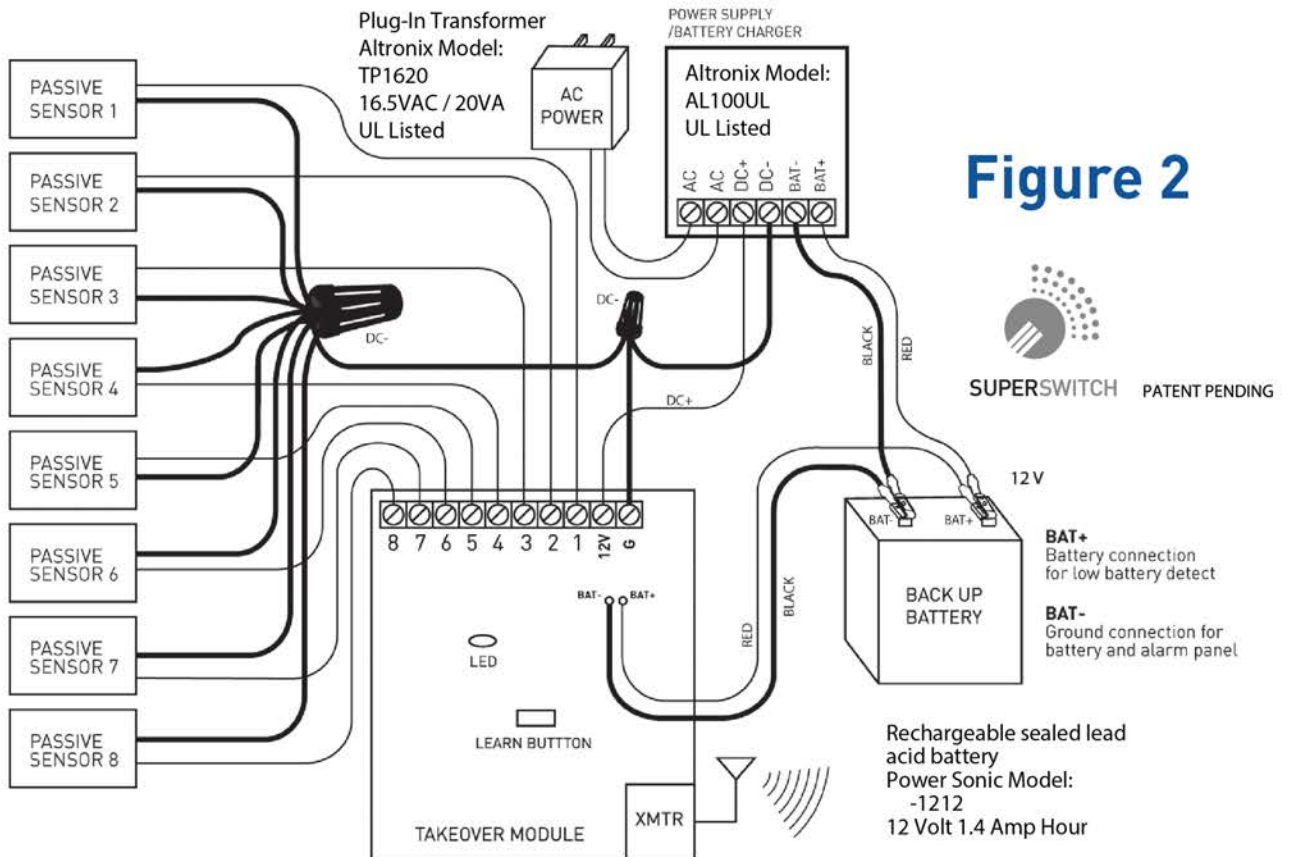 Plug-In Transformer
Altronix Model:
TP1620
16.5VAC / 20VA
UL Listed
AC
POWER
POWER SUPPLY
/BATTERY CHARGER
Altronix Model:
AL100UL
UL Listed
AC
AC
DC+
DC-
BAT-
BAT+
Figure 2
SUPERSWITCH
PATENT PENDING
PASSIVE
SENSOR 1
PASSIVE
SENSOR 2
PASSIVE
SENSOR 3
PASSIVE
SENSOR 4
PASSIVE
SENSOR 5
PASSIVE
SENSOR 6
PASSIVE
SENSOR 7
PASSIVE
SENSOR 8
DC-
DC-
DC+
BLACK
RED
8 7 6 5 4 3 2 1 12V G
BAT- BAT+
LED
LEARN BUTTTON
TAKEOVER MODULE
XMTR
RED
BLACK
12 V
BAT- BAT+
BACK UP
BATTERY
BAT+
Battery connection
for low battery detect
BAT-
Ground connection for
battery and alarm panel
Rechargeable sealed lead
acid battery
Power Sonic Model:
-1212
12 Volt 1.4 Amp Hour